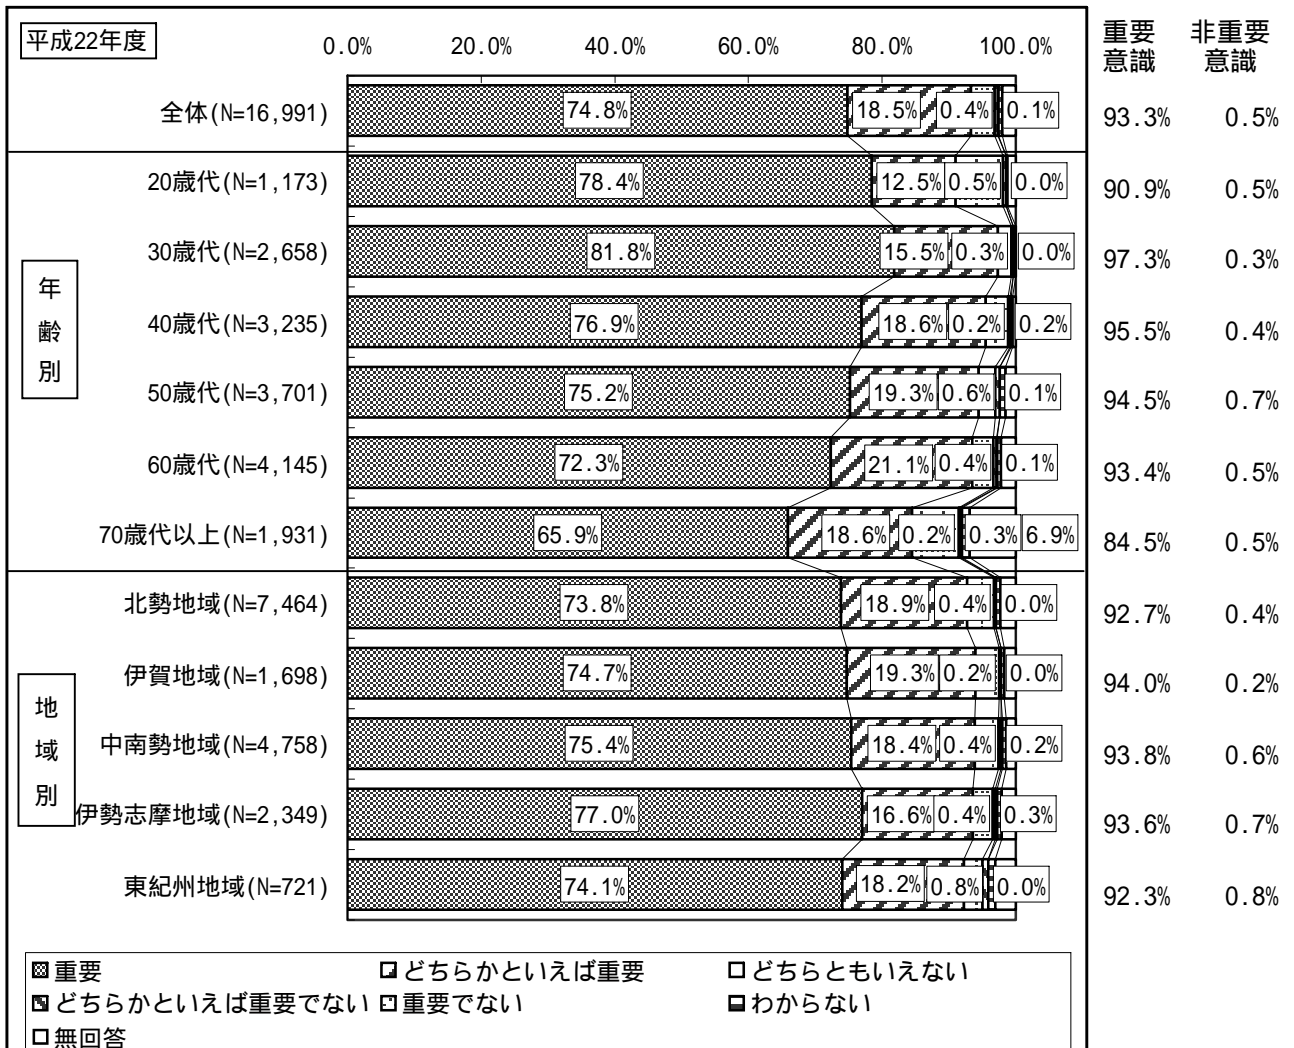 平成22年度
0.0% 20.0% 40.0% 60.0% 80.0% 100.0%
重要意識 非重要意識
全体(N=16,991) 74.8% 18.5% 0.4% 0.1% 93.3% 0.5%
年齢別
20歳代(N=1,173) 78.4% 12.5% 0.5% 0.0% 90.9% 0.5%
30歳代(N=2,658) 81.8% 15.5% 0.3% 0.0% 97.3% 0.3%
40歳代(N=3,235) 76.9% 18.6% 0.2% 0.2% 95.5% 0.4%
50歳代(N=3,701) 75.2% 19.3% 0.6% 0.1% 94.5% 0.7%
60歳代(N=4,145) 72.3% 21.1% 0.4% 0.1% 93.4% 0.5%
70歳代以上(N=1,931) 65.9% 18.6% 0.2% 0.3% 6.9% 84.5% 0.5%
地域別
北勢地域(N=7,464) 73.8% 18.9% 0.4% 0.0% 92.7% 0.4%
伊賀地域(N=1,698) 74.7% 19.3% 0.2% 0.0% 94.0% 0.2%
中南勢地域(N=4,758) 75.4% 18.4% 0.4% 0.2% 93.8% 0.6%
伊勢志摩地域(N=2,349) 77.0% 16.6% 0.4% 0.3% 93.6% 0.7%
東紀州地域(N=721) 74.1% 18.2% 0.8% 0.0% 92.3% 0.8%
重要 どちらかといえば重要 どちらともいえない
どちらかといえば重要でない 重要でない わからない
無回答